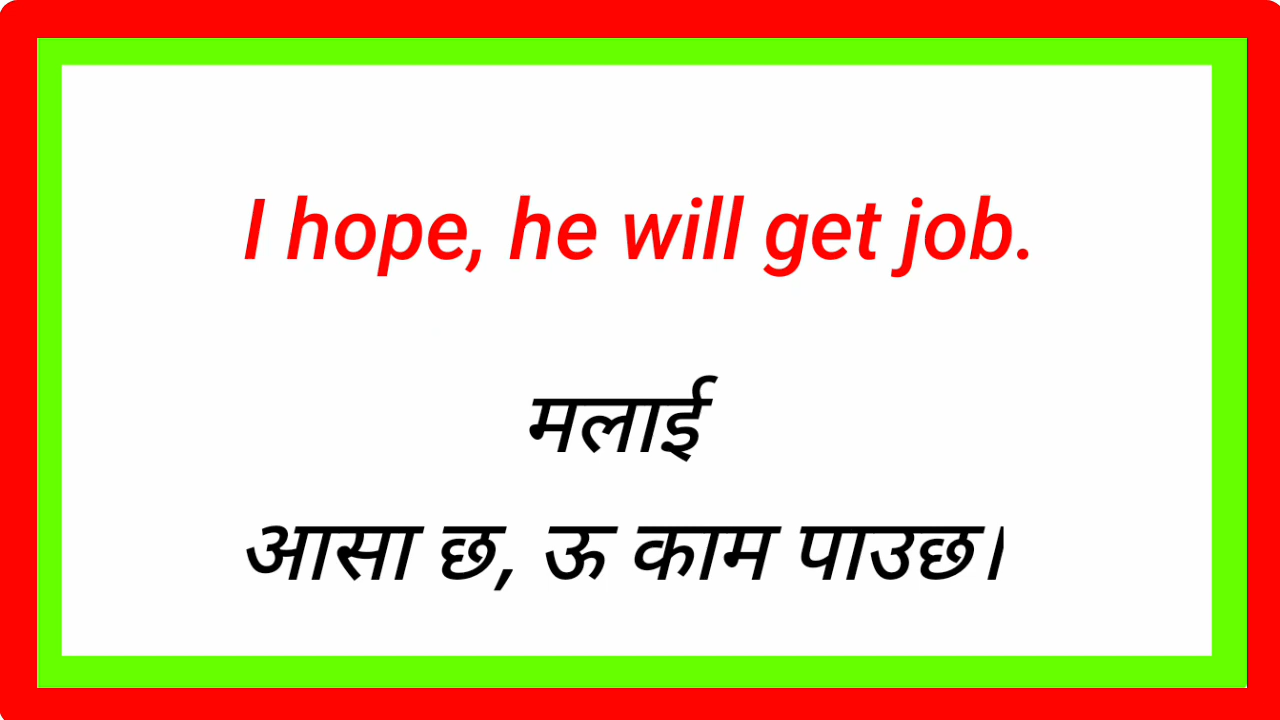 I hope, he will get job.
मलाई
आसा छ, ऊ काम पाउछ।